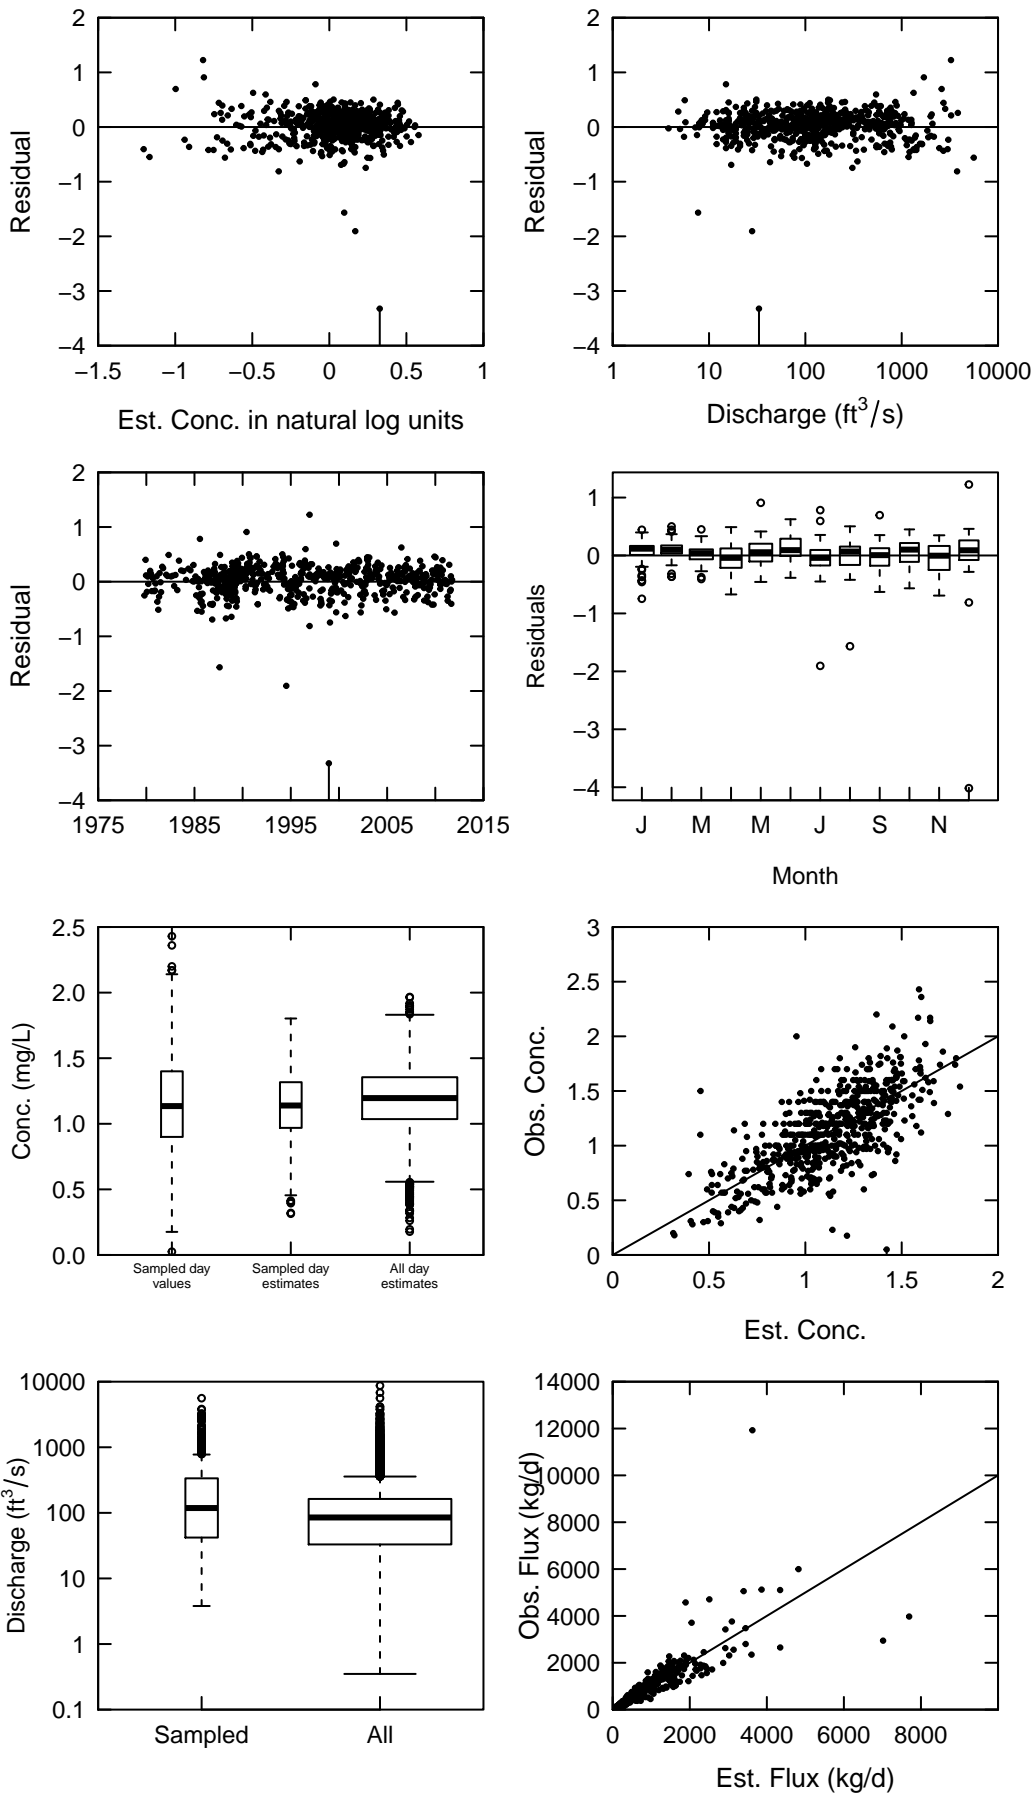 2
1
0
−1
−2
−3
−4
Residual
−1.5 −1 −0.5 0 0.5 1
Est. Conc. in natural log units
2
1
0
−1
−2
−3
−4
Residual
1 10 100 1000 10000
Discharge (ft³/s)
2
1
0
−1
−2
−3
−4
Residual
1975 1985 1995 2005 2015
1
0
−1
−2
−3
−4
Residuals
J M M J S N
Month
2.5
2.0
1.5
1.0
0.5
0.0
Conc. (mg/L)
Sampled day Sampled day All day
values estimates estimates
3
2.5
2
1.5
1
0.5
0
Obs. Conc.
0 0.5 1 1.5 2
Est. Conc.
10000
1000
100
10
1
0.1
Discharge (ft³/s)
Sampled All
14000
12000
10000
8000
6000
4000
2000
0
Obs. Flux (kg/d)
0 2000 4000 6000 8000
Est. Flux (kg/d)